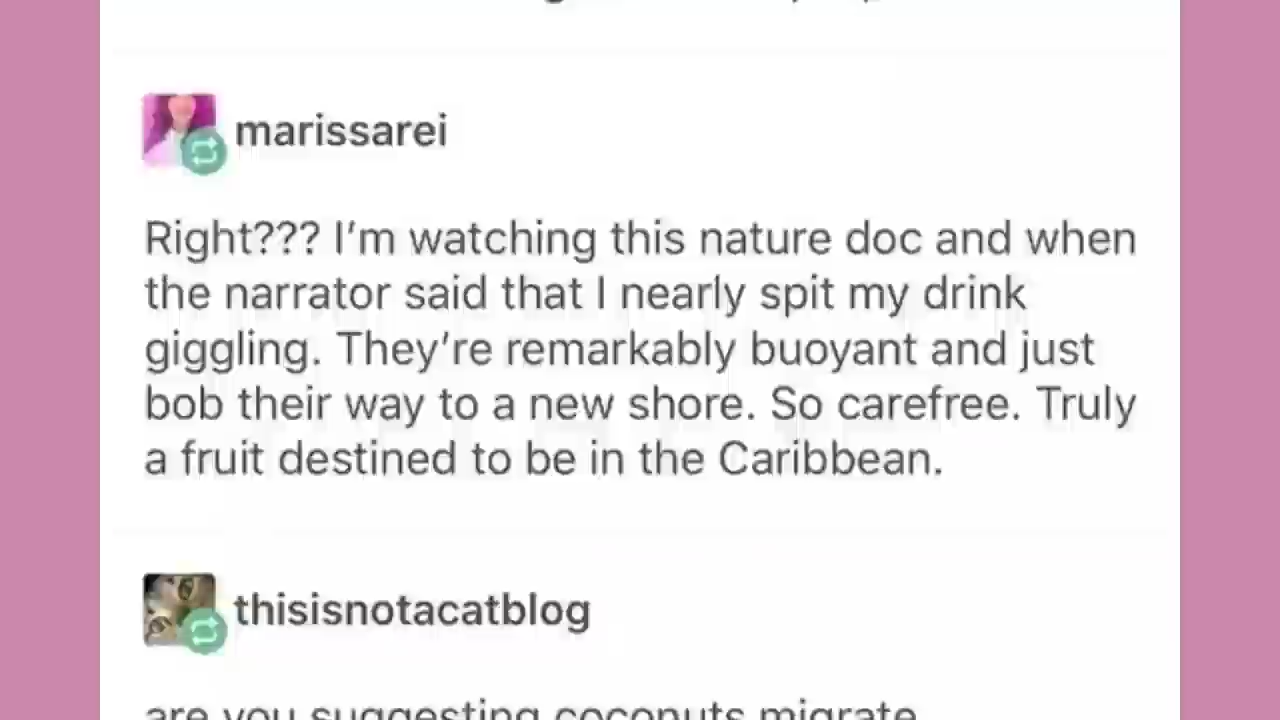 marissarei
Right??? I'm watching this nature doc and when
the narrator said that I nearly spit my drink
giggling. They're remarkably buoyant and just
bob their way to a new shore. So carefree. Truly
a fruit destined to be in the Caribbean.
thisisnotacatblog
are you suggesting coconuts migrate